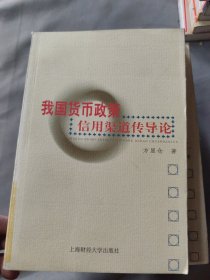 我国货币政策
信用渠道传导论
方显仓 著
上海财经大学出版社